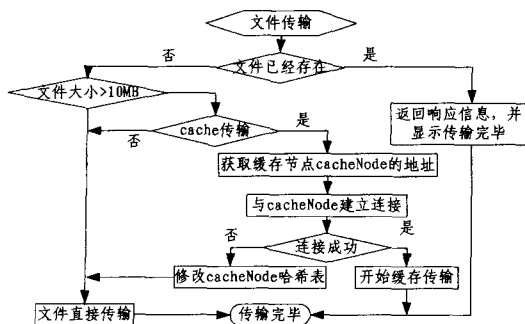 文件传输
否
是
文件已经存在
文件大小>10MB
返回响应信息，并
显示传输完毕
是
cache传输
否
获取缓存节点cacheNode的地址
与cacheNode建立连接
是
否
连接成功
修改cacheNode哈希表
开始缓存传输
文件直接传输
传输完毕